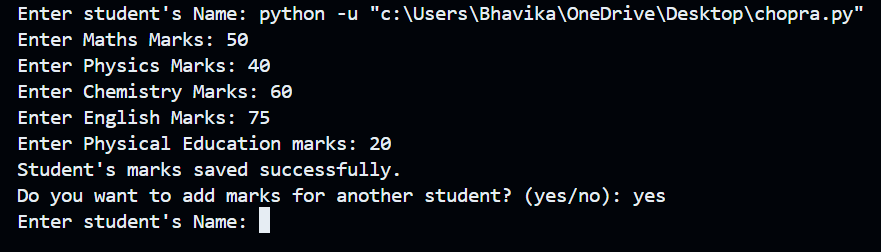 Enter student's Name: python -u "c:\Users\Bhavika\OneDrive\Desktop\chopra.py"
Enter Maths Marks: 50
Enter Physics Marks: 40
Enter Chemistry Marks: 60
Enter English Marks: 75
Enter Physical Education marks: 20
Student's marks saved successfully.
Do you want to add marks for another student? (yes/no): yes
Enter student's Name: